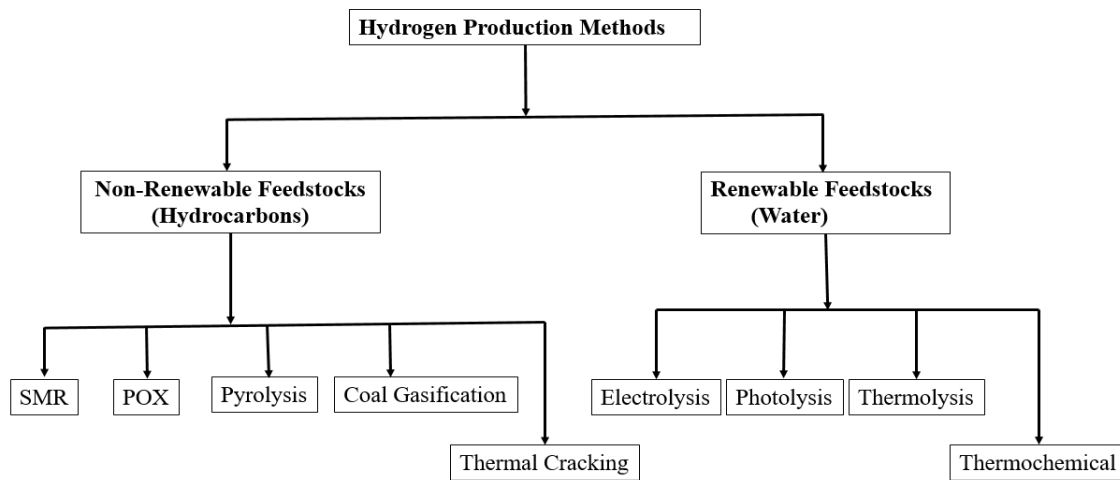 Hydrogen Production Methods
Non-Renewable Feedstocks
(Hydrocarbons)
Renewable Feedstocks
(Water)
SMR
POX
Pyrolysis
Coal Gasification
Thermal Cracking
Electrolysis
Photolysis
Thermolysis
Thermochemical